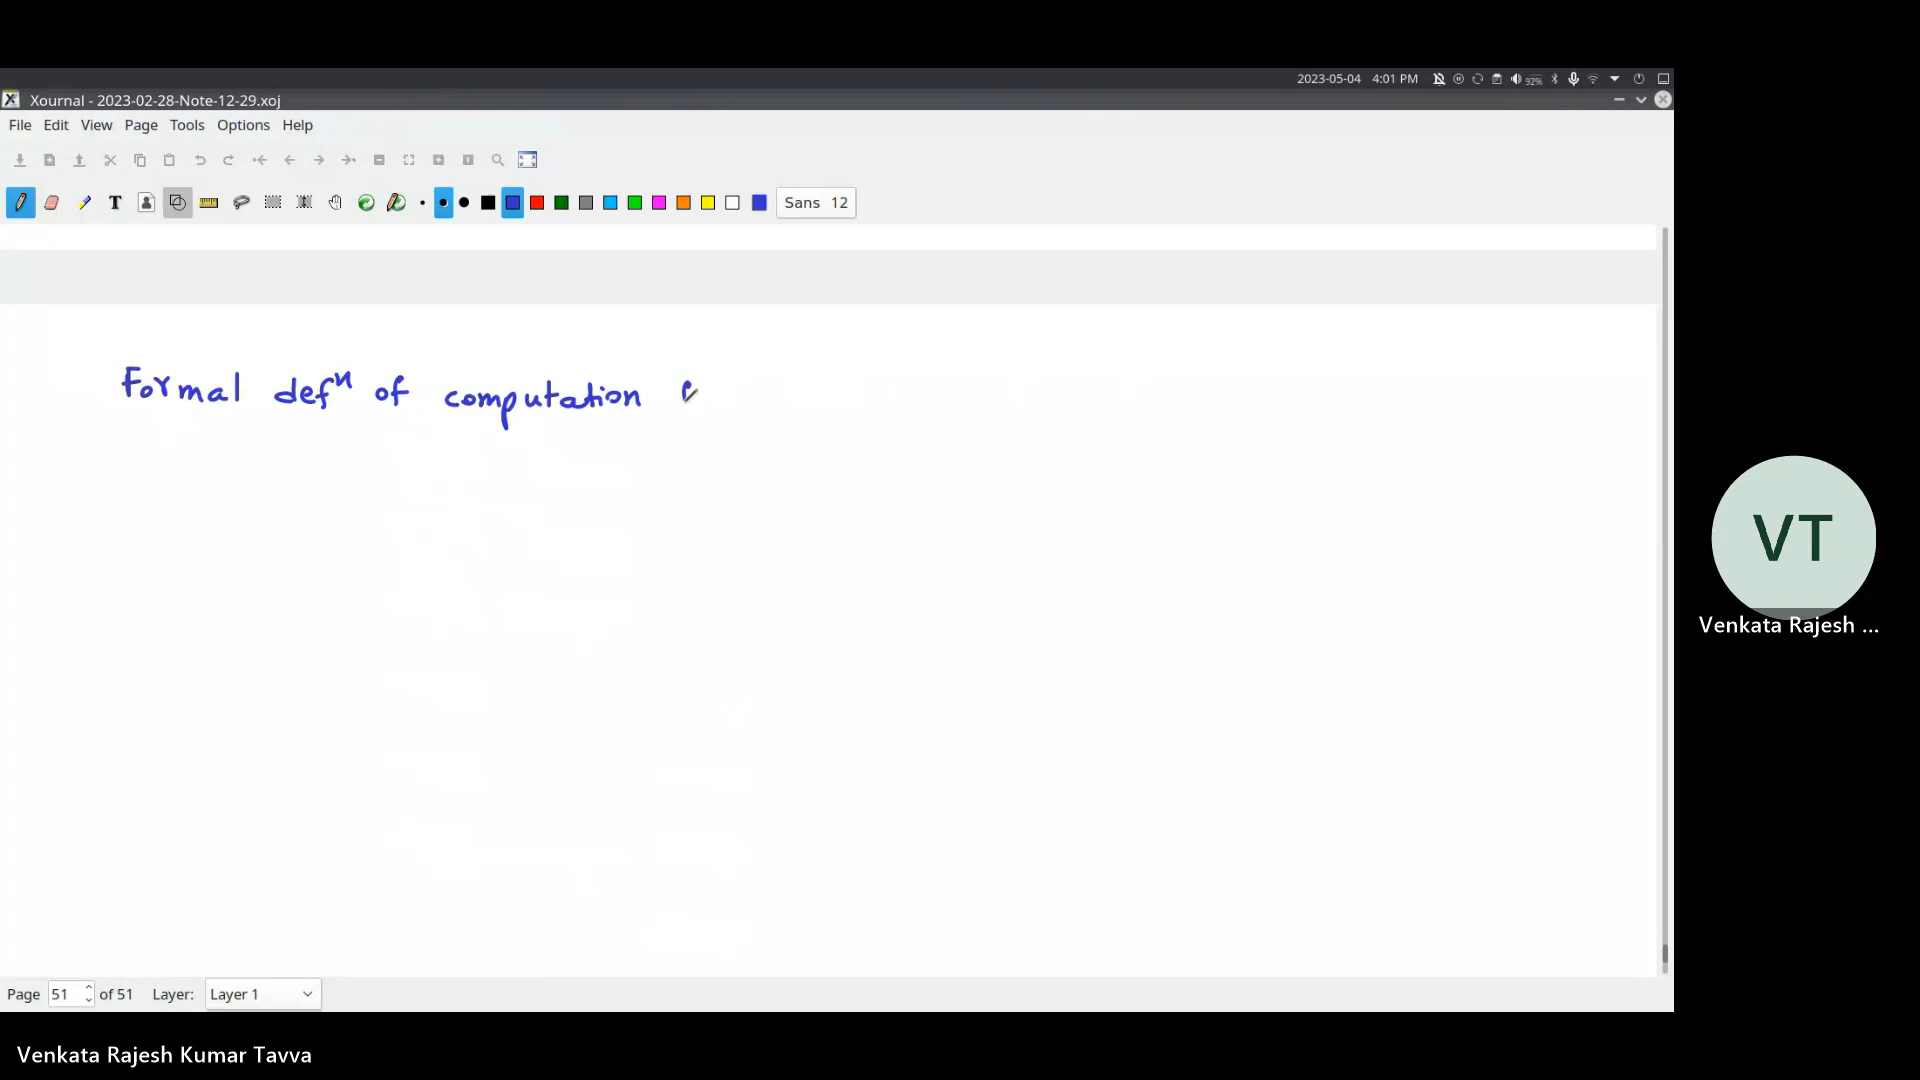 2023-05-04 4:01 PM 92%
Xournal - 2023-02-28-Note-12-29.xoj
File Edit View Page Tools Options Help
T Sans 12
Formal defⁿ of computation
VT
Venkata Rajesh ...
Page 51 of 51 Layer: Layer 1
Venkata Rajesh Kumar Tavva